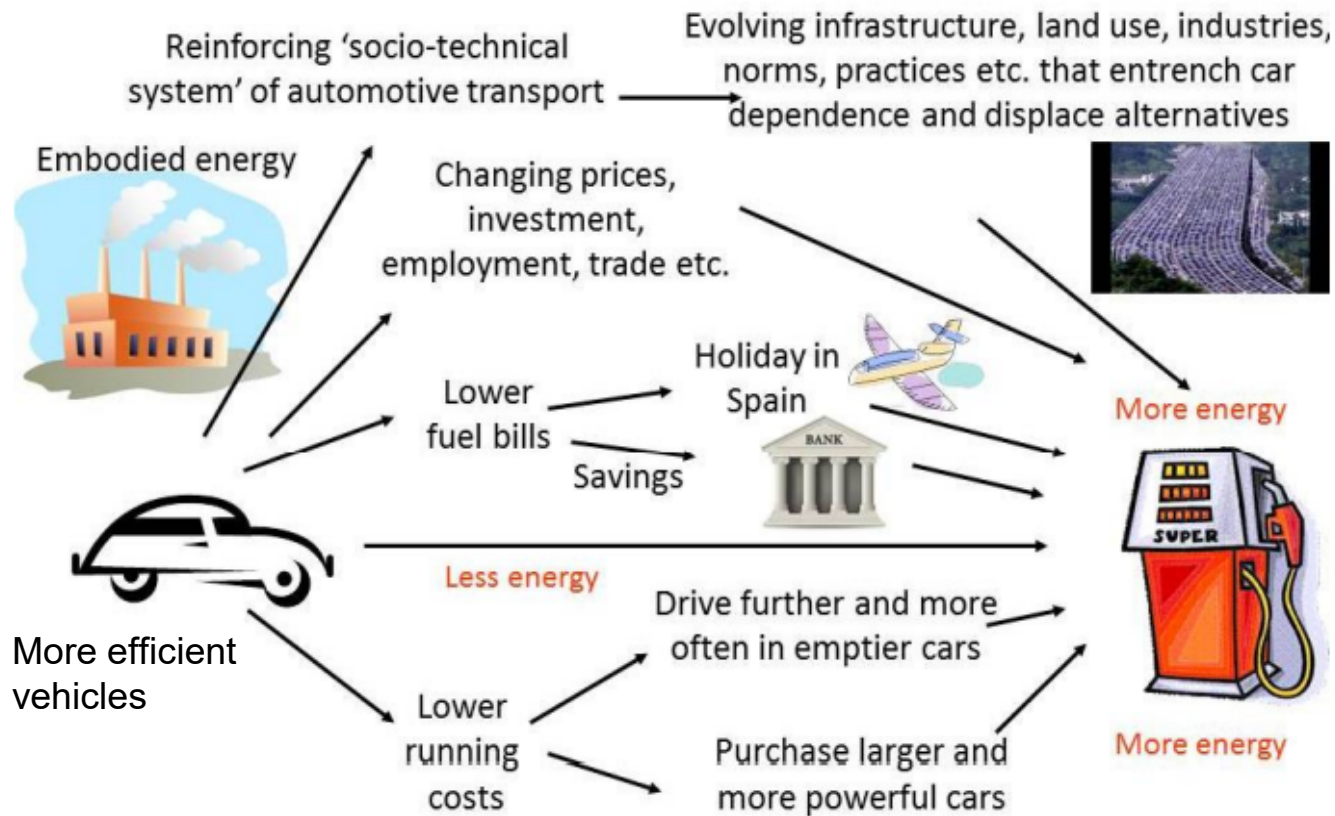 Reinforcing ‘socio-technical
system’ of automotive transport
Evolving infrastructure, land use, industries,
norms, practices etc. that entrench car
dependence and displace alternatives
Embodied energy
Changing prices,
investment,
employment, trade etc.
Lower
fuel bills
Holiday in
Spain
Savings
BANK
More energy
SUPER
Less energy
More efficient
vehicles
Drive further and more
often in emptier cars
Lower
running
costs
Purchase larger and
more powerful cars
More energy